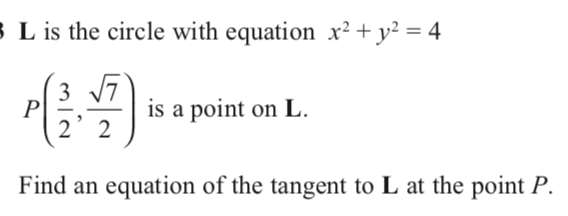 3 L is the circle with equation x² + y² = 4
P(3/2, √7/2) is a point on L.
Find an equation of the tangent to L at the point P.